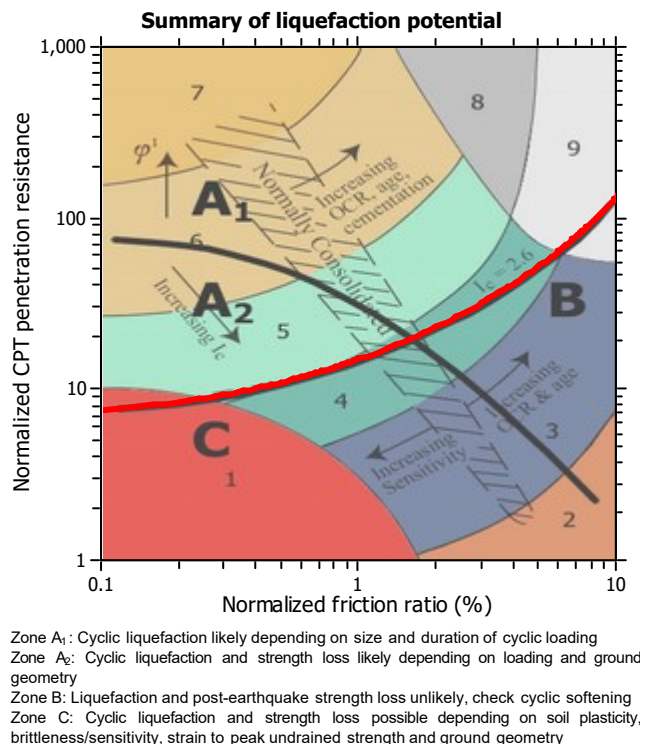 Summary of liquefaction potential
1,000
7
8
9
φ'
Increasing
OCR, age,
cementation
Normally Consolidated
100
A1
6
A2
Increasing Ic
Ic = 2.6
B
5
10
4
Increasing
OCR & age
3
C
1
Increasing
Sensitivity
2
1
0.1
1
10
Normalized CPT penetration resistance
Normalized friction ratio (%)
Zone A1: Cyclic liquefaction likely depending on size and duration of cyclic loading
Zone A2: Cyclic liquefaction and strength loss likely depending on loading and ground
geometry
Zone B: Liquefaction and post-earthquake strength loss unlikely, check cyclic softening
Zone C: Cyclic liquefaction and strength loss possible depending on soil plasticity,
brittleness/sensitivity, strain to peak undrained strength and ground geometry